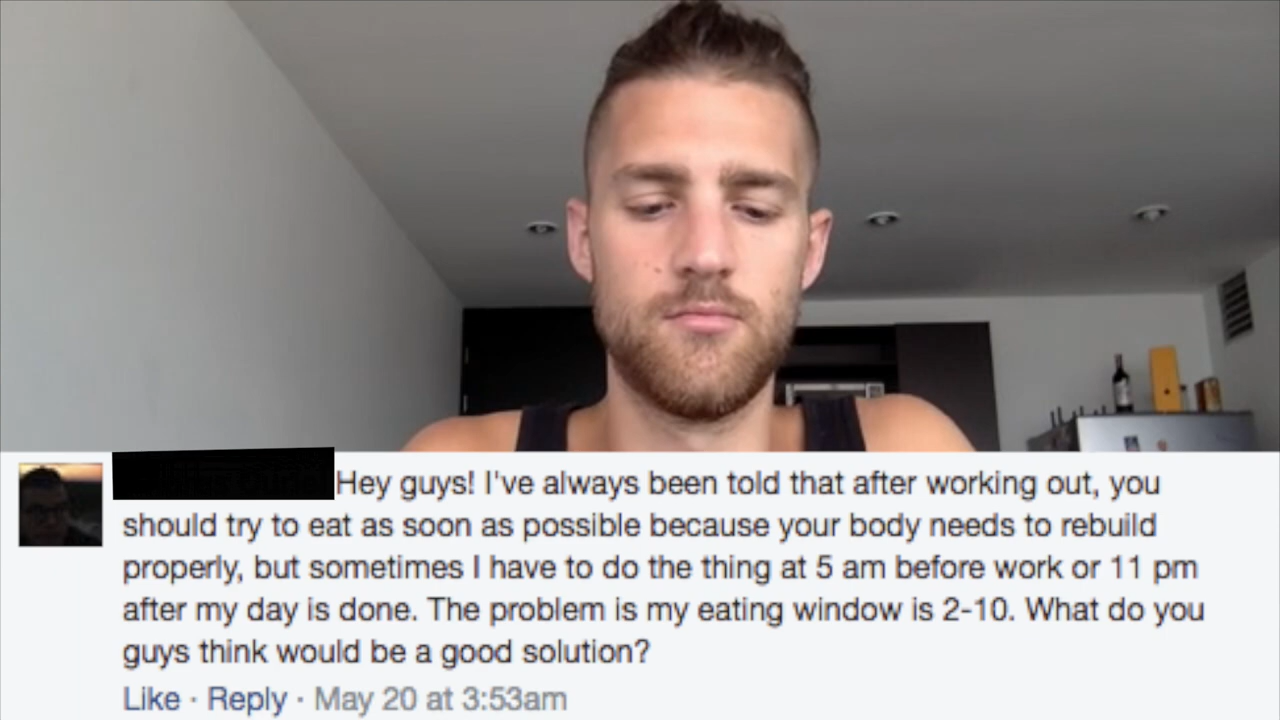 Hey guys! I've always been told that after working out, you
should try to eat as soon as possible because your body needs to rebuild
properly, but sometimes I have to do the thing at 5 am before work or 11 pm
after my day is done. The problem is my eating window is 2-10. What do you
guys think would be a good solution?
Like · Reply · May 20 at 3:53am